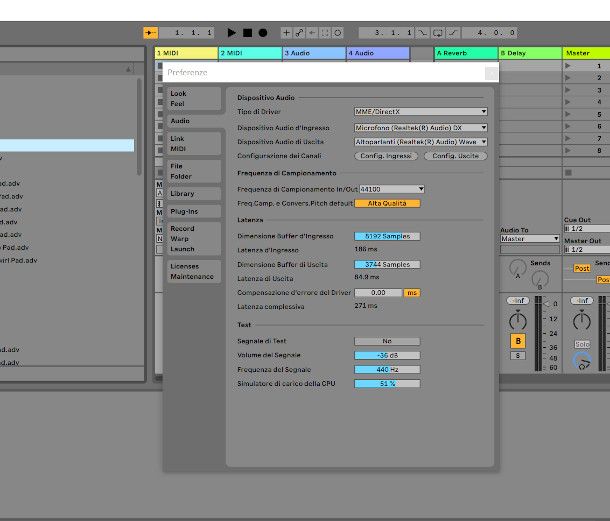 1. 1. 1
3. 1. 1
4. 0. 0
1 MIDI
2 MIDI
3 Audio
4 Audio
A Reverb
B Delay
Master
Preferenze
Look
Feel
Audio
Link
MIDI
File
Folder
Library
Plug-Ins
Record
Warp
Launch
Licenses
Maintenance
Dispositivo Audio
Tipo di Driver MME/DirectX
Dispositivo Audio d'Ingresso Microfono (Realtek(R) Audio) DX
Dispositivo Audio di Uscita Altoparlanti (Realtek(R) Audio) Wave
Configurazione dei Canali Config. Ingressi Config. Uscite
Frequenza di Campionamento
Frequenza di Campionamento In/Out 44100
Freq.Camp. e Convers.Pitch default Alta Qualità
Latenza
Dimensione Buffer d'Ingresso 8192 Samples
Latenza d'Ingresso 186 ms
Dimensione Buffer di Uscita 3744 Samples
Latenza di Uscita 84.9 ms
Compensazione d'errore del Driver 0.00 ms
Latenza complessiva 271 ms
Test
Segnale di Test No
Volume del Segnale -36 dB
Frequenza del Segnale 440 Hz
Simulatore di carico della CPU 51 %
1
2
3
4
5
6
7
8
ad.adv
ad.adv
d.adv
ad.adv
Pad.adv
wirl Pad.adv
ad.adv
d.adv
Audio To
Master
Cue Out
1/2
Master Out
1/2
Sends
A
B
Post
Post
-Inf
0
12
24
36
48
60
B
S
-Inf
Solo